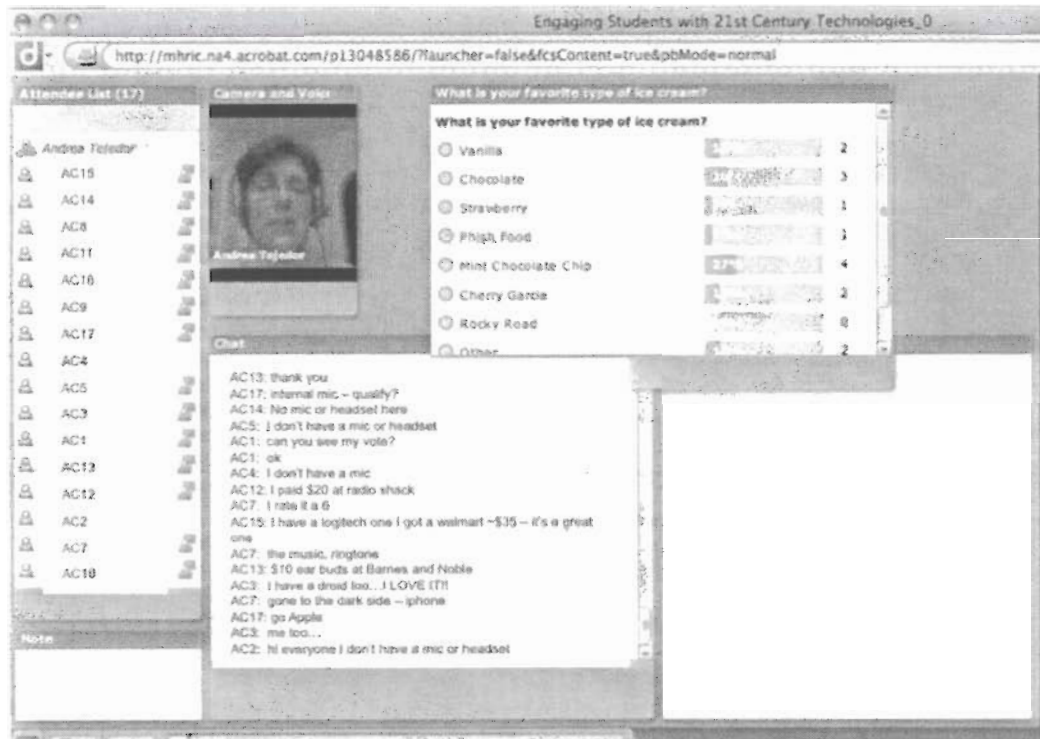 Engaging Students with 21st Century Technologies_0
http://mhric.na4.acrobat.com/p13048586/?launcher=false&fcsContent=true&pbMode=normal
Attendee List (17)
Andrea Tejedor
AC15
AC14
AC8
AC11
AC16
AC9
AC17
AC4
AC5
AC3
AC1
AC13
AC12
AC2
AC7
AC10
Note
Camera and Voice
Andrea Tejedor
What is your favorite type of ice cream?
What is your favorite type of ice cream?
Vanilla 2
Chocolate 3
Strawberry 1
Phish Food 1
Mint Chocolate Chip 27% 4
Cherry Garcia 2
Rocky Road 0
Other 2
Chat
AC13: thank you
AC17: internal mic – qualify?
AC14: No mic or headset here
AC5: I don't have a mic or headset
AC1: can you see my vote?
AC1: ok
AC4: I don't have a mic
AC12: I paid $20 at radio shack
AC7: I rate it a 6
AC15: I have a logitech one I got a walmart ~$35 – it's a great
one
AC7: the music, ringtone
AC13: $10 ear buds at Barnes and Noble
AC3: I have a droid too...I LOVE IT!!
AC7: gone to the dark side – iphone
AC17: go Apple
AC3: me too...
AC2: hi everyone I don't have a mic or headset